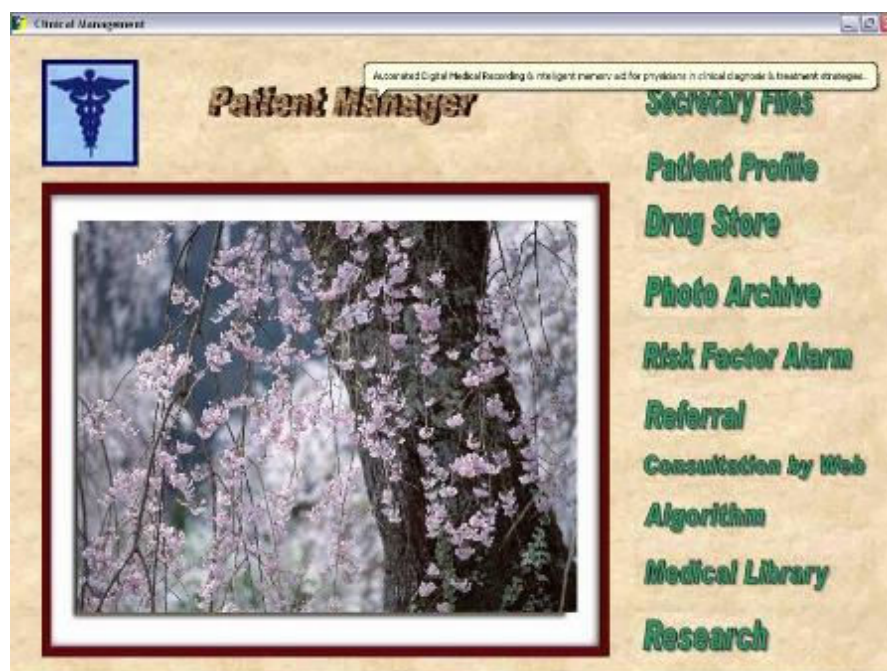 Clinical Management
Automated Digital Medical Recording & intelligent memory aid for physicians in clinical diagnosis & treatment strategies..
Patient Manager
Secretary Files
Patient Profile
Drug Store
Photo Archive
Risk Factor Alarm
Referral
Consultation by Web
Algorithm
Medical Library
Research